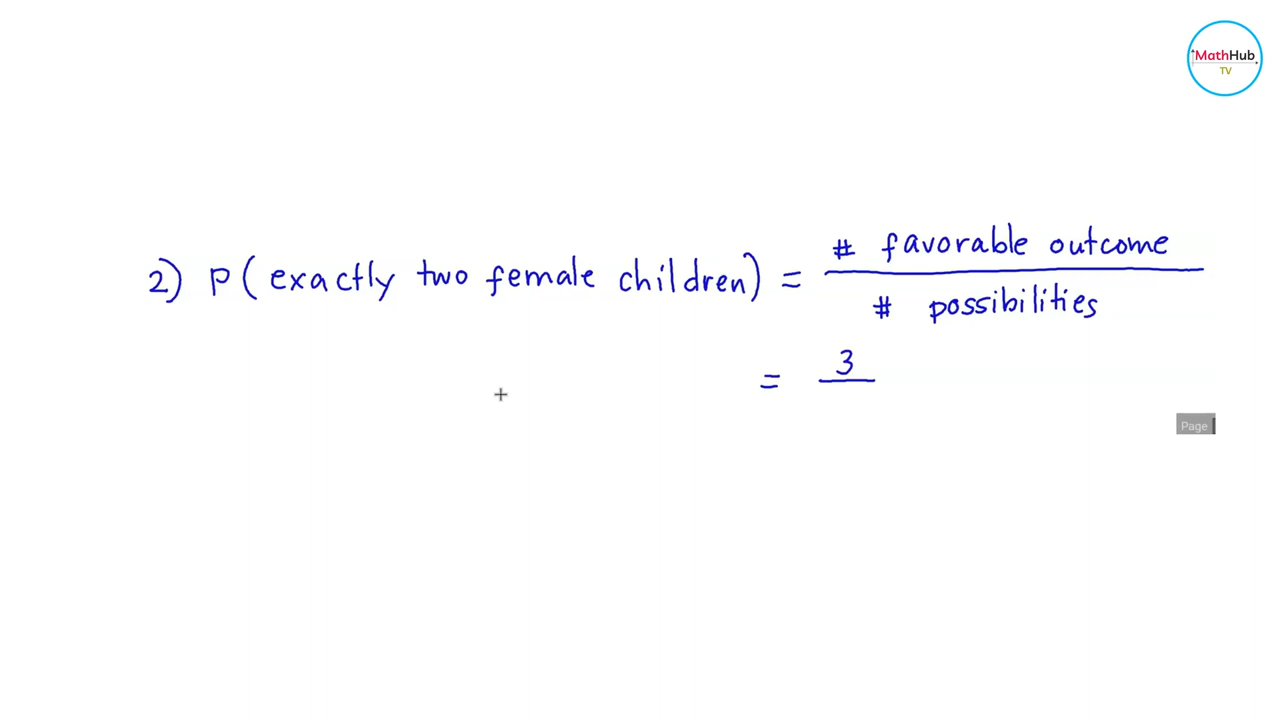 MathHub
TV
2) P(exactly two female children) = # favorable outcome
# possibilities
= 3
Page